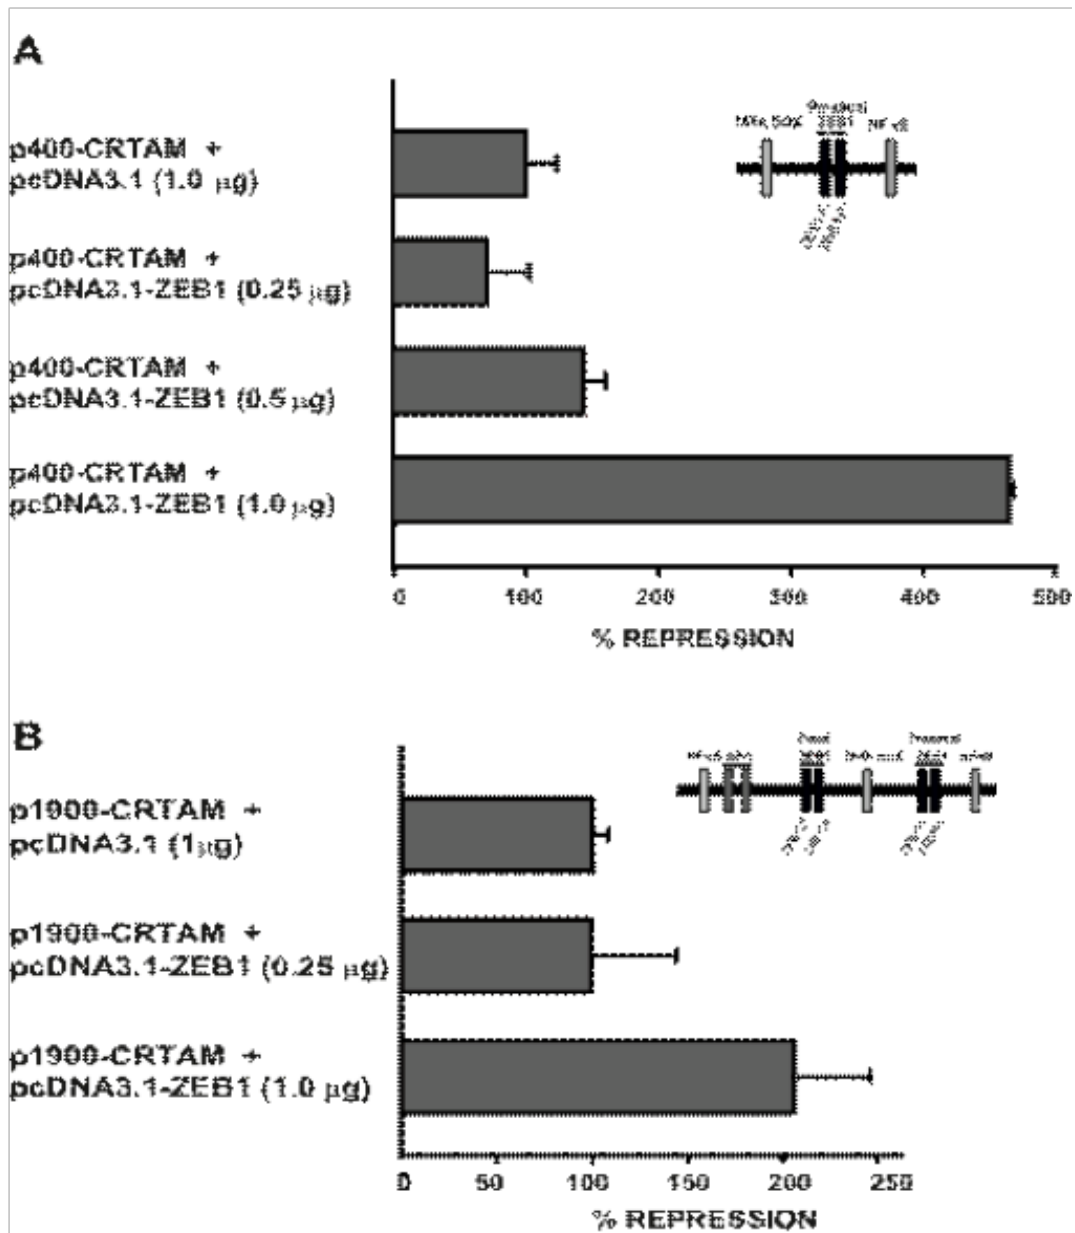 A
p400-CRTAM +
pcDNA3.1 (1.0 µg)
p400-CRTAM +
pcDNA3.1-ZEB1 (0.25 µg)
p400-CRTAM +
pcDNA3.1-ZEB1 (0.5 µg)
p400-CRTAM +
pcDNA3.1-ZEB1 (1.0 µg)
0 100 200 300 400 500
% REPRESSION
B
p1900-CRTAM +
pcDNA3.1 (1µg)
p1900-CRTAM +
pcDNA3.1-ZEB1 (0.25 µg)
p1900-CRTAM +
pcDNA3.1-ZEB1 (1.0 µg)
0 50 100 150 200 250
% REPRESSION